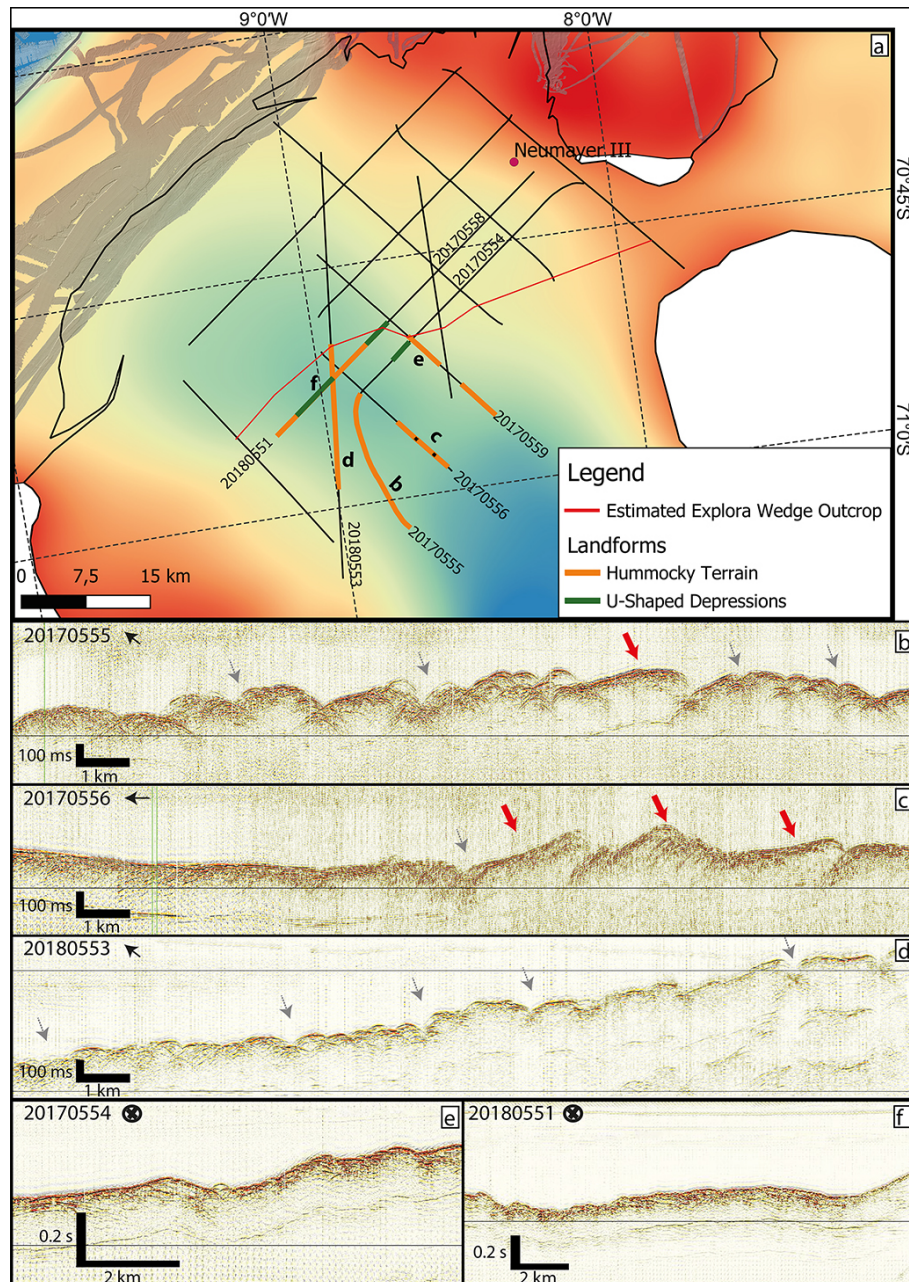 9°0'W
8°0'W
a
Neumayer III
70°45'S
20170558
20170554
e
f
20180551
c
20170559
d
b
20170556
20170555
20180553
71°0'S
Legend
Estimated Explora Wedge Outcrop
Landforms
Hummocky Terrain
U-Shaped Depressions
0 7,5 15 km
20170555
b
100 ms
1 km
20170556
c
100 ms
1 km
20180553
d
100 ms
1 km
20170554
e
0.2 s
2 km
20180551
f
0.2 s
2 km